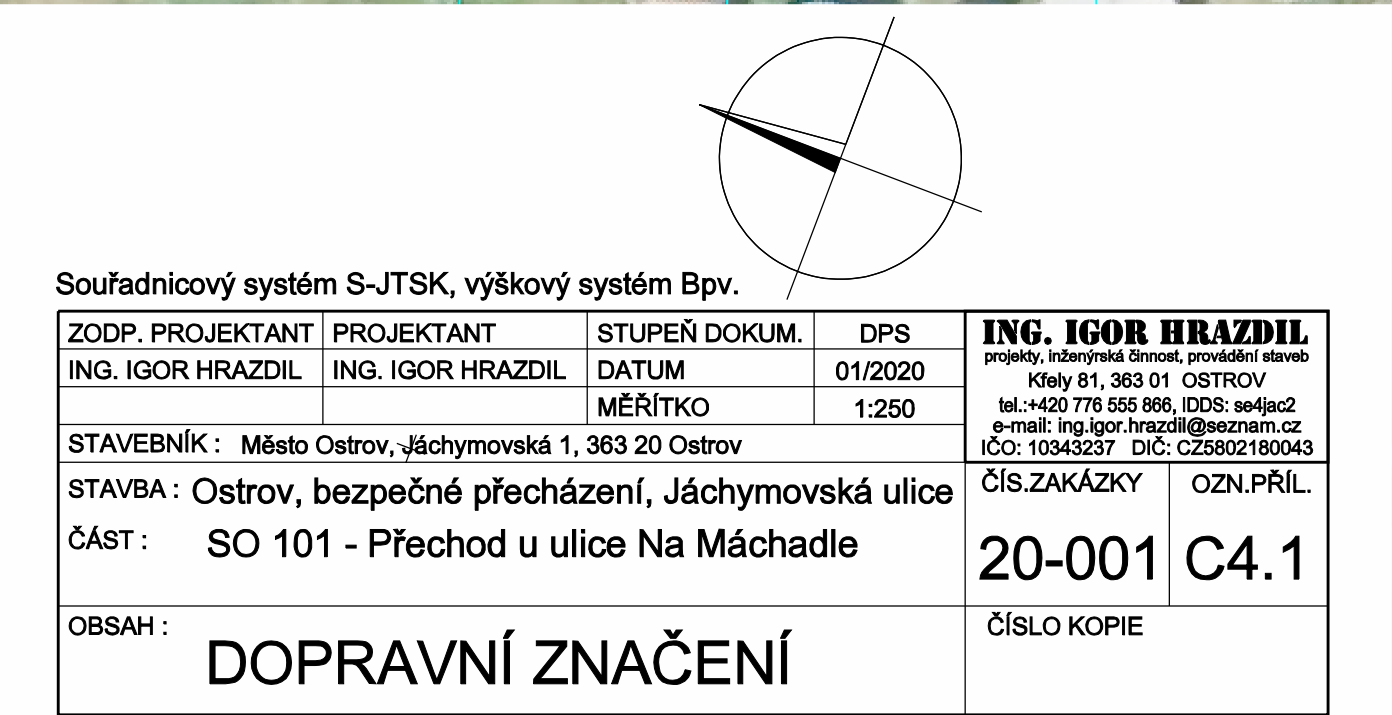 Souřadnicový systém S-JTSK, výškový systém Bpv.
ZODP. PROJEKTANT PROJEKTANT STUPEŇ DOKUM. DPS
ING. IGOR HRAZDIL ING. IGOR HRAZDIL DATUM 01/2020
MĚŘÍTKO 1:250
STAVEBNÍK : Město Ostrov, Jáchymovská 1, 363 20 Ostrov
ING. IGOR HRAZDIL
projekty, inženýrská činnost, provádění staveb
Kfely 81, 363 01 OSTROV
tel.:+420 776 555 866, IDDS: se4jac2
e-mail: ing.igor.hrazdil@seznam.cz
IČO: 10343237 DIČ: CZ5802180043
STAVBA : Ostrov, bezpečné přecházení, Jáchymovská ulice
ČÁST : SO 101 - Přechod u ulice Na Máchadle
ČÍS.ZAKÁZKY OZN.PŘÍL.
20-001 C4.1
OBSAH :
DOPRAVNÍ ZNAČENÍ
ČÍSLO KOPIE